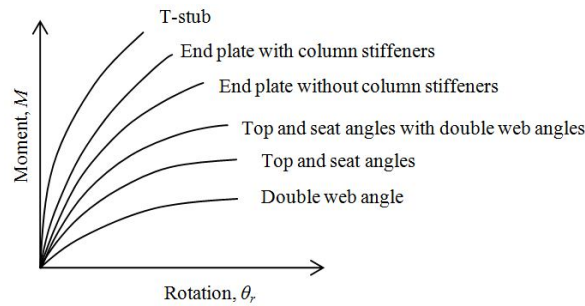 T-stub
End plate with column stiffeners
End plate without column stiffeners
Top and seat angles with double web angles
Top and seat angles
Double web angle
Moment, M
Rotation, θr